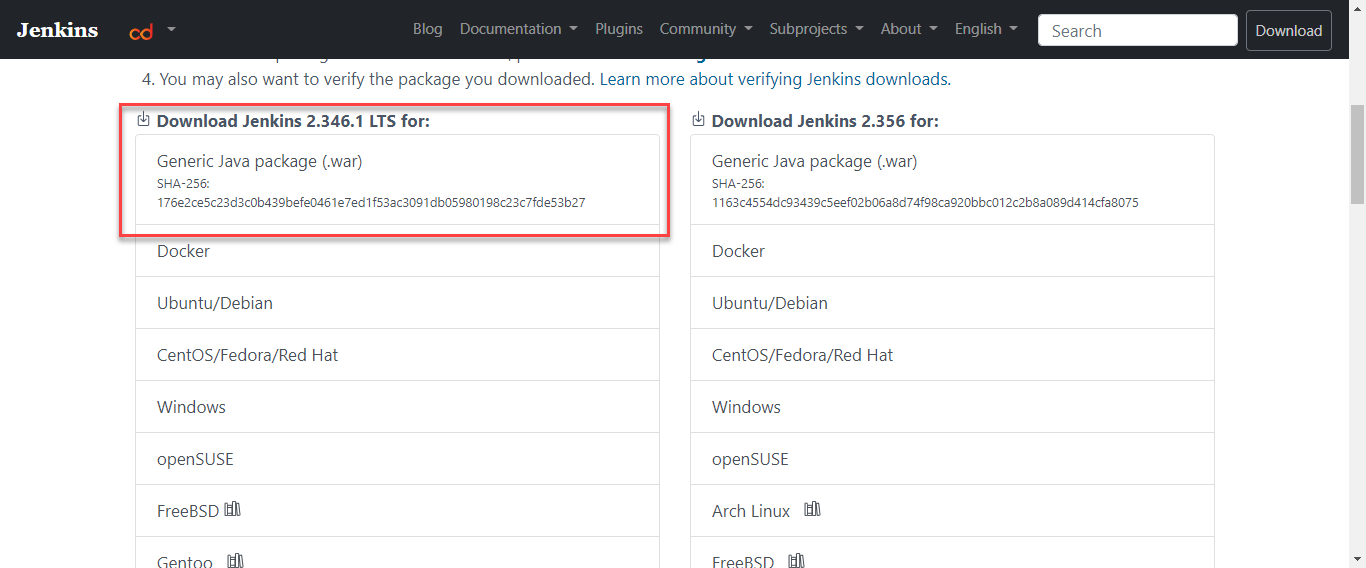 Jenkins
cd
Blog Documentation Plugins Community Subprojects About English Search Download
4. You may also want to verify the package you downloaded. Learn more about verifying Jenkins downloads.
Download Jenkins 2.346.1 LTS for:
Generic Java package (.war)
SHA-256:
176e2ce5c23d3c0b439befe0461e7ed1f53ac3091db05980198c23c7fde53b27
Docker
Ubuntu/Debian
CentOS/Fedora/Red Hat
Windows
openSUSE
FreeBSD
Gentoo
Download Jenkins 2.356 for:
Generic Java package (.war)
SHA-256:
1163c4554dc93439c5eef02b06a8d74f98ca920bbc012c2b8a089d414cfa8075
Docker
Ubuntu/Debian
CentOS/Fedora/Red Hat
Windows
openSUSE
Arch Linux
FreeBSD